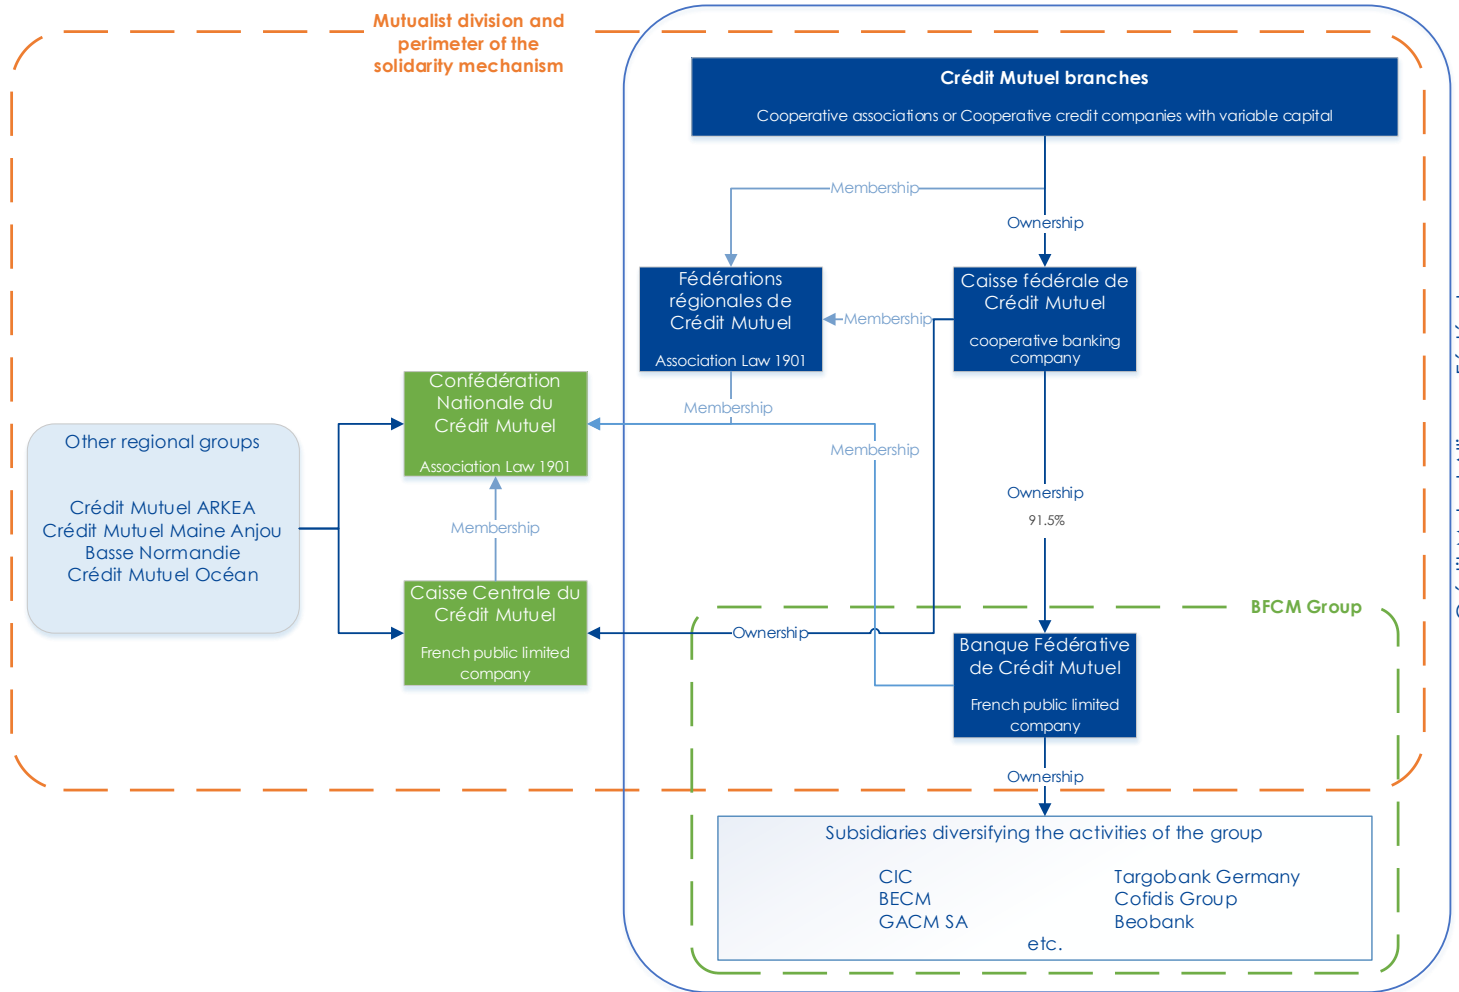 Mutualist division and
perimeter of the
solidarity mechanism
Crédit Mutuel branches
Cooperative associations or Cooperative credit companies with variable capital
Membership
Ownership
Fédérations
régionales de
Crédit Mutuel
Association Law 1901
Caisse fédérale de
Crédit Mutuel
cooperative banking
company
Membership
Membership
Confédération
Nationale du
Crédit Mutuel
Association Law 1901
Other regional groups
Crédit Mutuel ARKEA
Crédit Mutuel Maine Anjou
Basse Normandie
Crédit Mutuel Océan
Membership
Membership
Ownership
91.5%
Caisse Centrale du
Crédit Mutuel
French public limited
company
Ownership
BFCM Group
Banque Fédérative
de Crédit Mutuel
French public limited
company
Ownership
Subsidiaries diversifying the activities of the group
CIC
BECM
GACM SA
Targobank Germany
Cofidis Group
Beobank
etc.